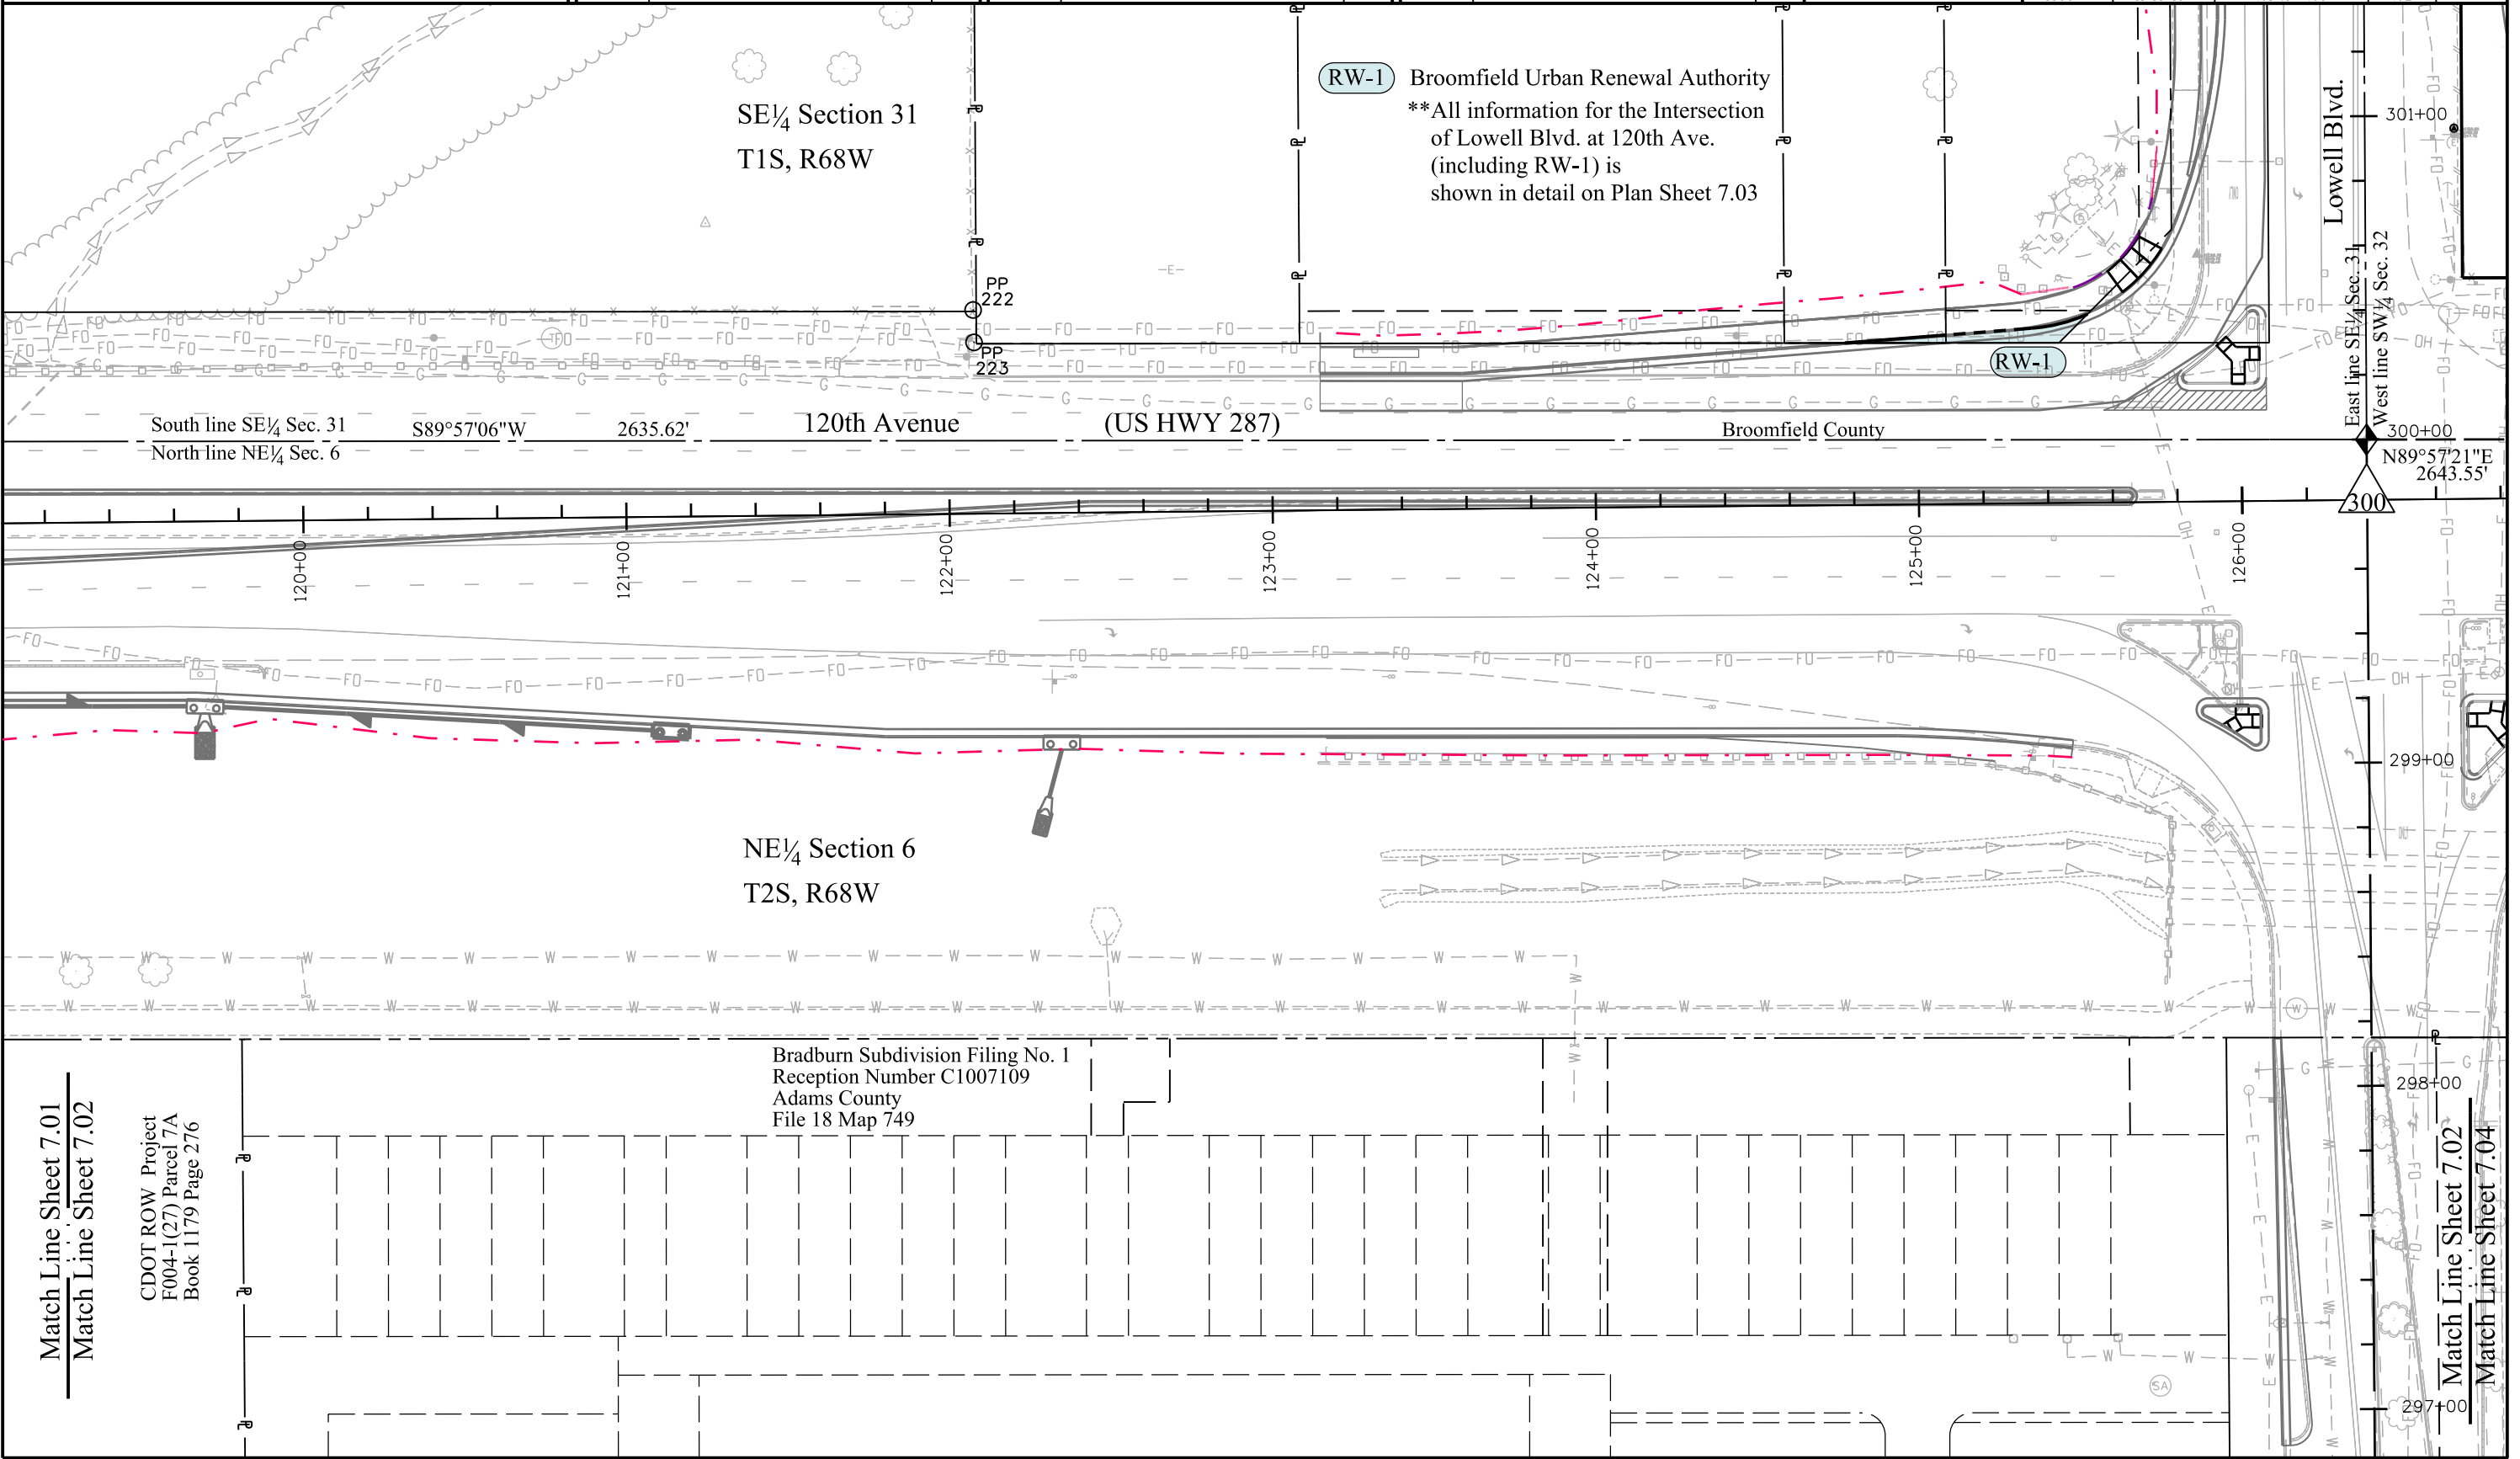 SE¼ Section 31
T1S, R68W
RW-1 Broomfield Urban Renewal Authority
**All information for the Intersection
of Lowell Blvd. at 120th Ave.
(including RW-1) is
shown in detail on Plan Sheet 7.03
Lowell Blvd.
301+00
East line SE¼ Sec. 31
West line SW¼ Sec. 32
PP
222
PP
223
RW-1
South line SE¼ Sec. 31
North line NE¼ Sec. 6
S89°57'06"W 2635.62'
120th Avenue (US HWY 287)
Broomfield County
300+00
N89°57'21"E
2643.55'
300
120+00
121+00
122+00
123+00
124+00
125+00
126+00
299+00
NE¼ Section 6
T2S, R68W
Bradburn Subdivision Filing No. 1
Reception Number C1007109
Adams County
File 18 Map 749
298+00
Match Line Sheet 7.01
Match Line Sheet 7.02
CDOT ROW Project
F004-1(27) Parcel 7A
Book 1179 Page 276
Match Line Sheet 7.02
Match Line Sheet 7.04
SA
297+00